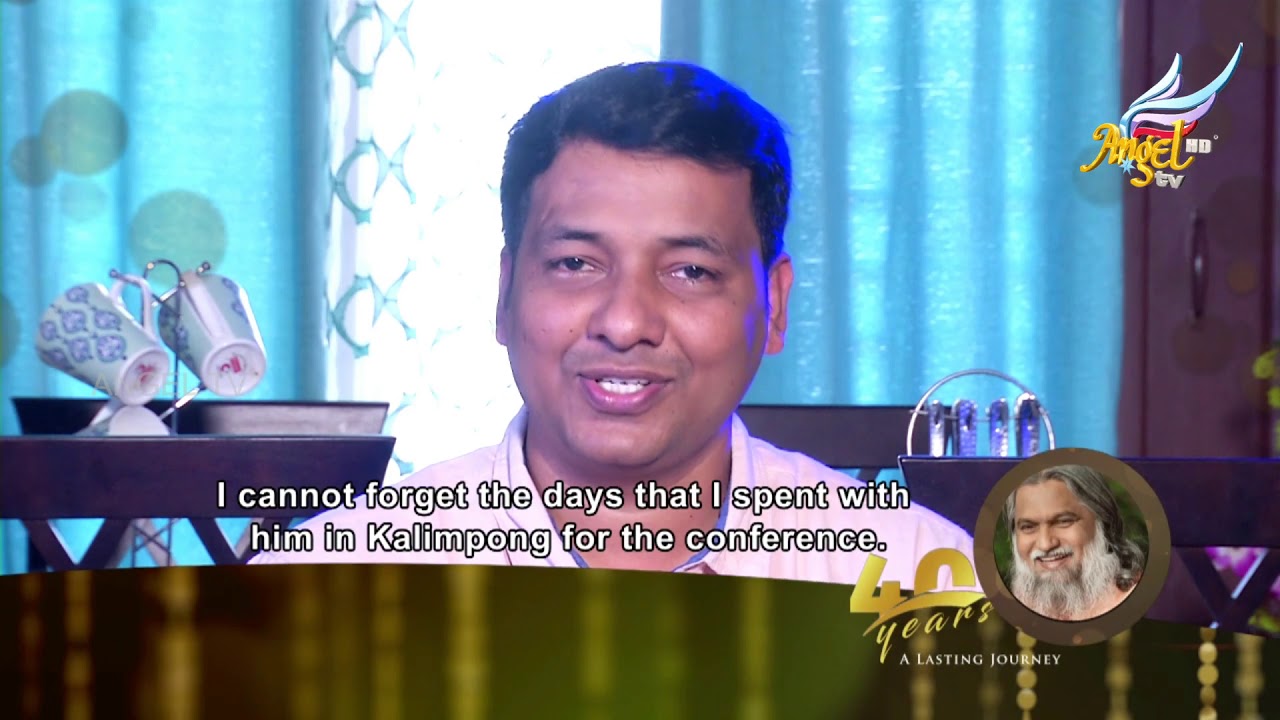 Angel HD
tv
I cannot forget the days that I spent with
him in Kalimpong for the conference.
40
years
A LASTING JOURNEY